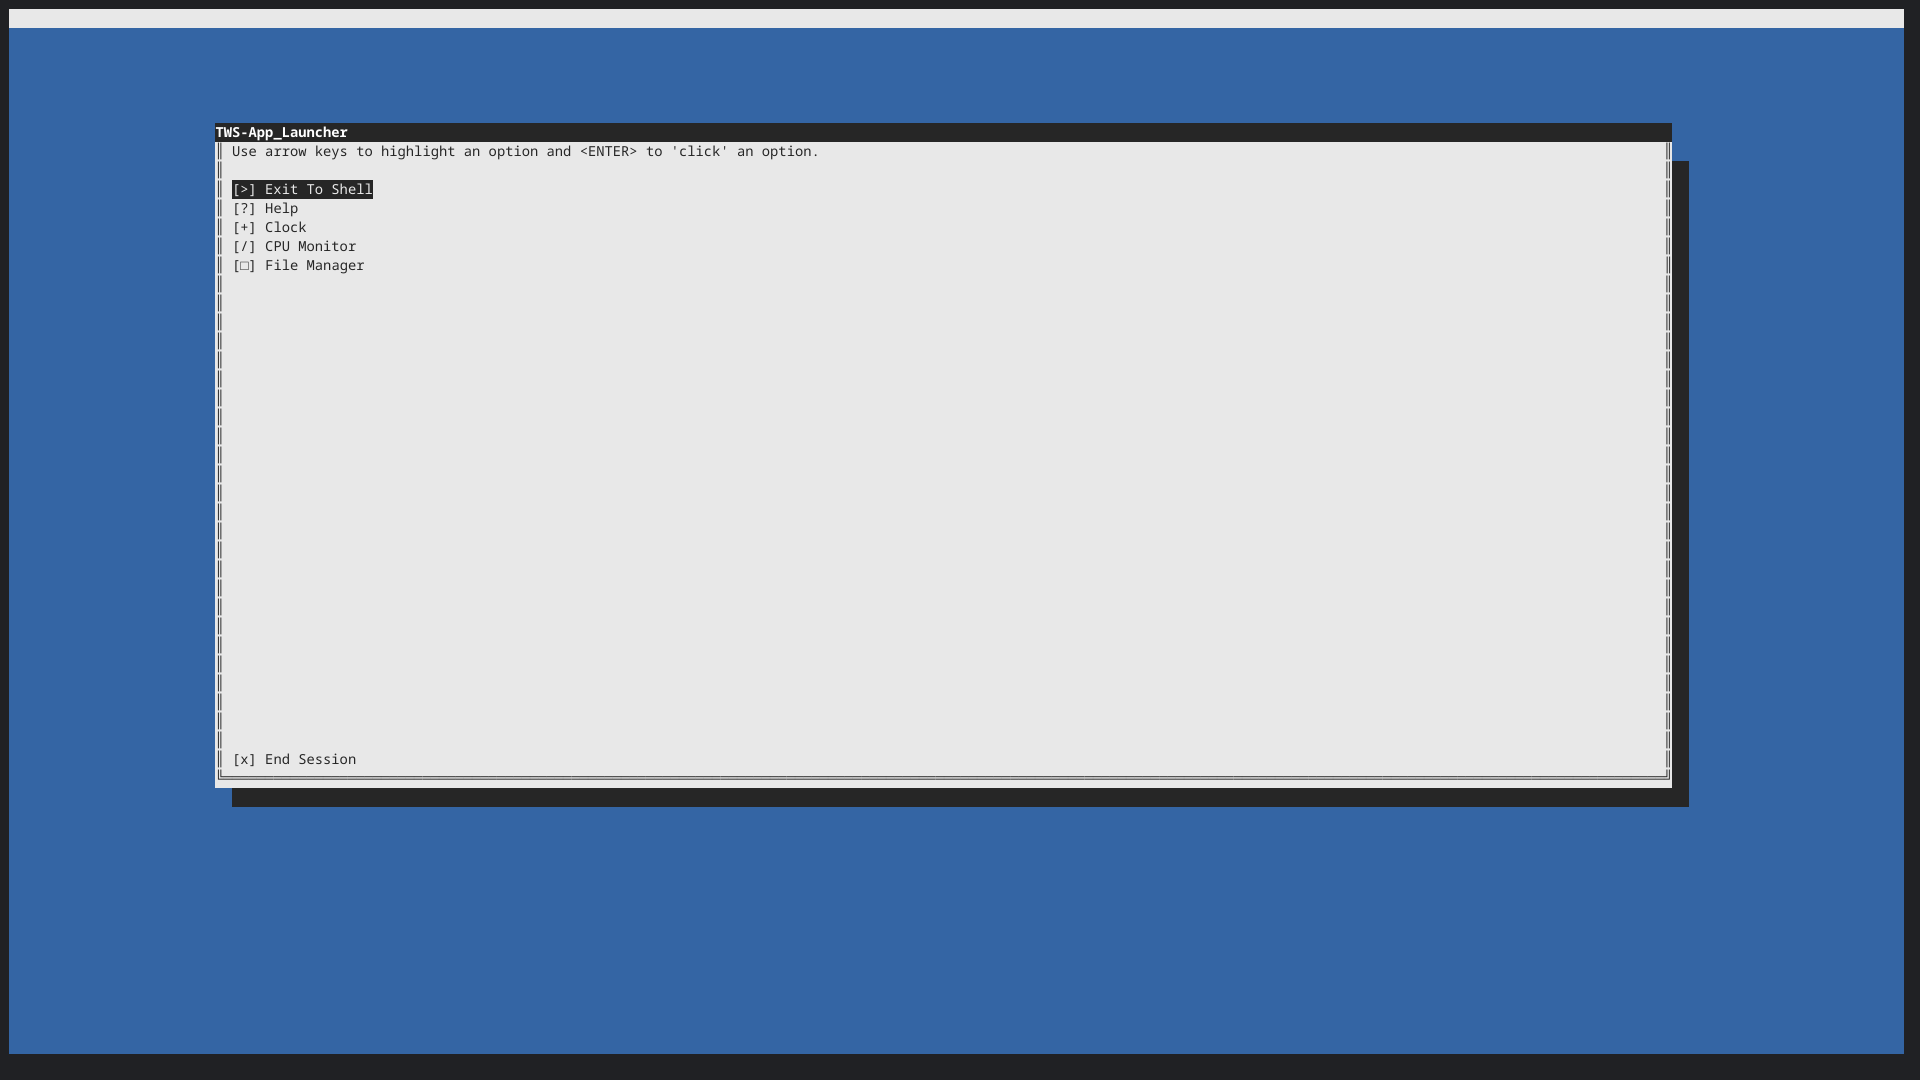 TWS-App_Launcher
Use arrow keys to highlight an option and <ENTER> to 'click' an option.
[>] Exit To Shell
[?] Help
[+] Clock
[/] CPU Monitor
[□] File Manager
[x] End Session